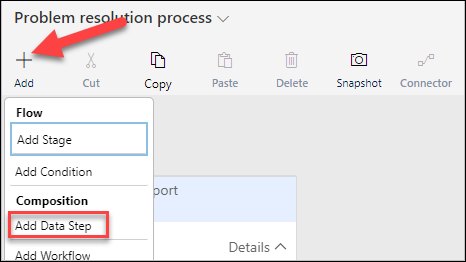 Problem resolution process
Add Cut Copy Paste Delete Snapshot Connector
Flow
Add Stage
Add Condition
Composition
Add Data Step
Add Workflow
port
Details